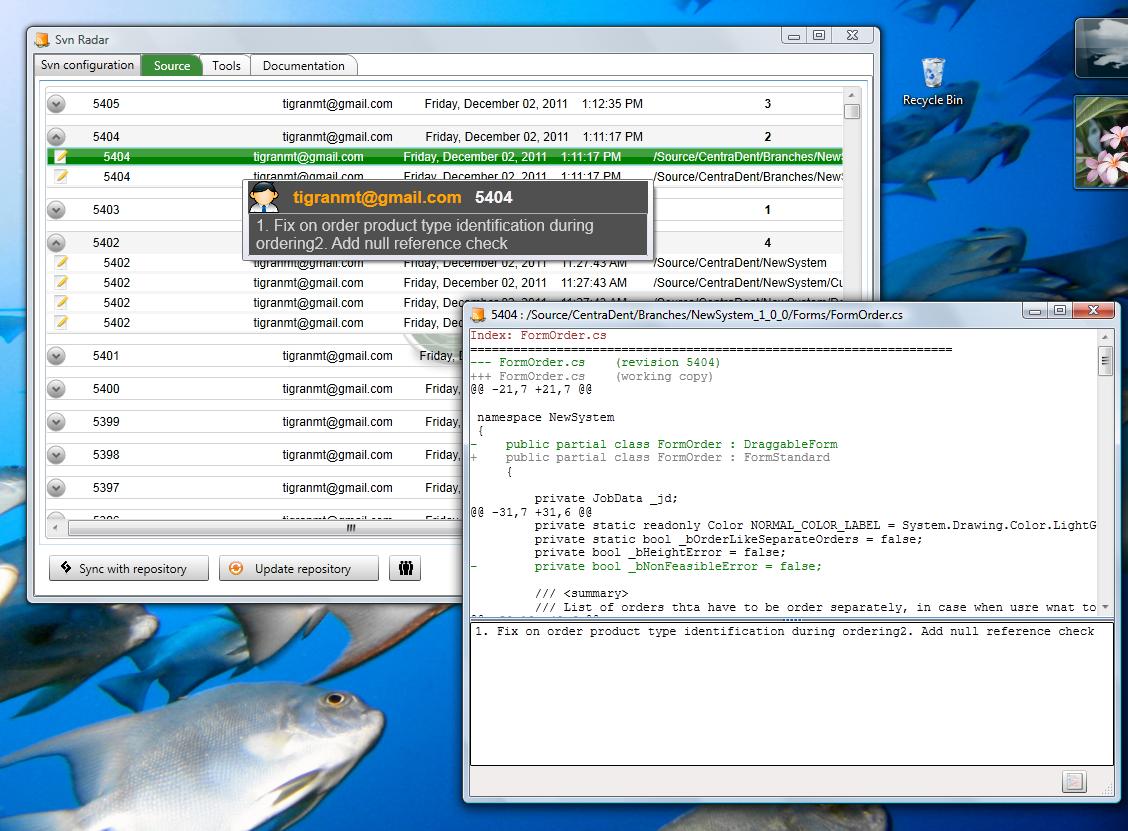 Svn Radar
Svn configuration Source Tools Documentation
5405 tigranmt@gmail.com Friday, December 02, 2011 1:12:35 PM 3
5404 tigranmt@gmail.com Friday, December 02, 2011 1:11:17 PM 2
5404 tigranmt@gmail.com Friday, December 02, 2011 1:11:17 PM /Source/CentraDent/Branches/NewS
5404 tigranmt@gmail.com Friday, December 02, 2011 1:11:17 PM /Source/CentraDent/Branches/NewS
tigranmt@gmail.com 5404
1. Fix on order product type identification during
ordering2. Add null reference check
5403 1
5402 4
5402 tigranmt@gmail.com Friday, December 02, 2011 11:27:43 AM /Source/CentraDent/NewSystem
5402 tigranmt@gmail.com Friday, December 02, 2011 11:27:43 AM /Source/CentraDent/NewSystem/Cu
5402 tigranmt@gmail.com Friday, December 02, 2011 11:27:43 AM /Source/CentraDent/NewSystem/
5402 tigranmt@gmail.com Friday,
5401 tigranmt@gmail.com Friday,
5400 tigranmt@gmail.com Friday,
5399 tigranmt@gmail.com Friday,
5398 tigranmt@gmail.com Friday,
5397 tigranmt@gmail.com Friday,
Sync with repository Update repository
Recycle Bin
5404 : /Source/CentraDent/Branches/NewSystem_1_0_0/Forms/FormOrder.cs
Index: FormOrder.cs
===================================================================
--- FormOrder.cs (revision 5404)
+++ FormOrder.cs (working copy)
@@ -21,7 +21,7 @@
namespace NewSystem
{
- public partial class FormOrder : DraggableForm
+ public partial class FormOrder : FormStandard
{
private JobData _jd;
@@ -31,7 +31,6 @@
private static readonly Color NORMAL_COLOR_LABEL = System.Drawing.Color.LightG
private static bool _bOrderLikeSeparateOrders = false;
private bool _bHeightError = false;
- private bool _bNonFeasibleError = false;
/// <summary>
/// List of orders thta have to be order separately, in case when usre wnat to
1. Fix on order product type identification during ordering2. Add null reference check